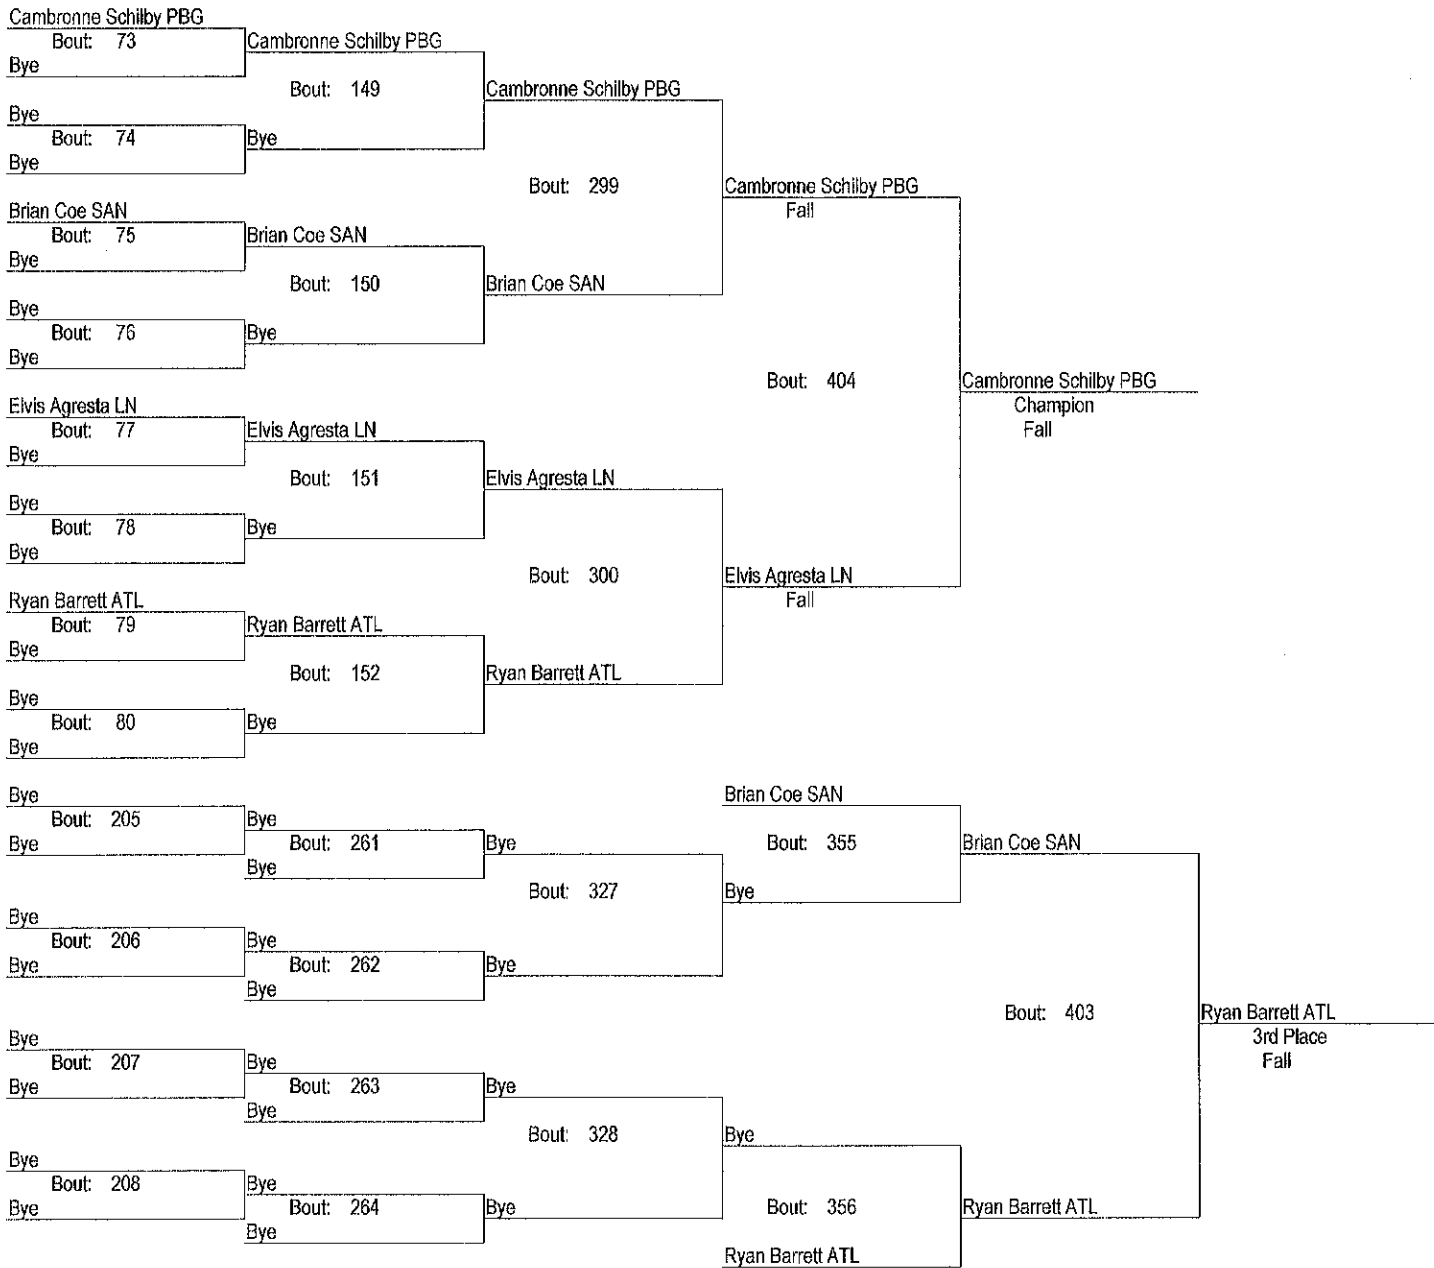 Cambronne Schilby PBG
Bout: 73 Cambronne Schilby PBG
Bye
Bout: 149 Cambronne Schilby PBG
Bye
Bout: 74 Bye
Bye
Bout: 299 Cambronne Schilby PBG
Fall
Brian Coe SAN
Bout: 75 Brian Coe SAN
Bye
Bout: 150 Brian Coe SAN
Bye
Bout: 76 Bye
Bye
Bout: 404 Cambronne Schilby PBG
Champion
Fall
Elvis Agresta LN
Bout: 77 Elvis Agresta LN
Bye
Bout: 151 Elvis Agresta LN
Bye
Bout: 78 Bye
Bye
Bout: 300 Elvis Agresta LN
Fall
Ryan Barrett ATL
Bout: 79 Ryan Barrett ATL
Bye
Bout: 152 Ryan Barrett ATL
Bye
Bout: 80 Bye
Bye
Bye Brian Coe SAN
Bout: 205 Bye
Bye Bout: 261 Bye Bout: 355 Brian Coe SAN
Bye
Bout: 327 Bye
Bye
Bout: 206 Bye
Bye Bout: 262 Bye
Bye
Bout: 403 Ryan Barrett ATL
3rd Place
Fall
Bye
Bout: 207 Bye
Bye Bout: 263 Bye
Bye
Bout: 328 Bye
Bye
Bout: 208 Bye
Bye Bout: 264 Bye Bout: 356 Ryan Barrett ATL
Bye
Ryan Barrett ATL